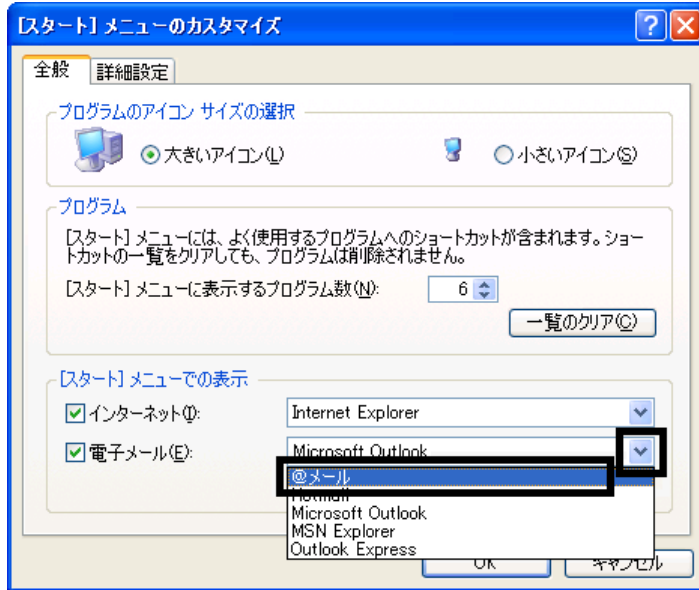 [スタート] メニューのカスタマイズ
全般 詳細設定
プログラムのアイコン サイズの選択
大きいアイコン(L) 小さいアイコン(S)
プログラム
[スタート] メニューには、よく使用するプログラムへのショートカットが含まれます。ショー
トカットの一覧をクリアしても、プログラムは削除されません。
[スタート] メニューに表示するプログラム数(N): 6
一覧のクリア(C)
[スタート] メニューでの表示
インターネット(I): Internet Explorer
電子メール(E): Microsoft Outlook
@メール
Hotmail
Microsoft Outlook
MSN Explorer
Outlook Express
OK キャンセル